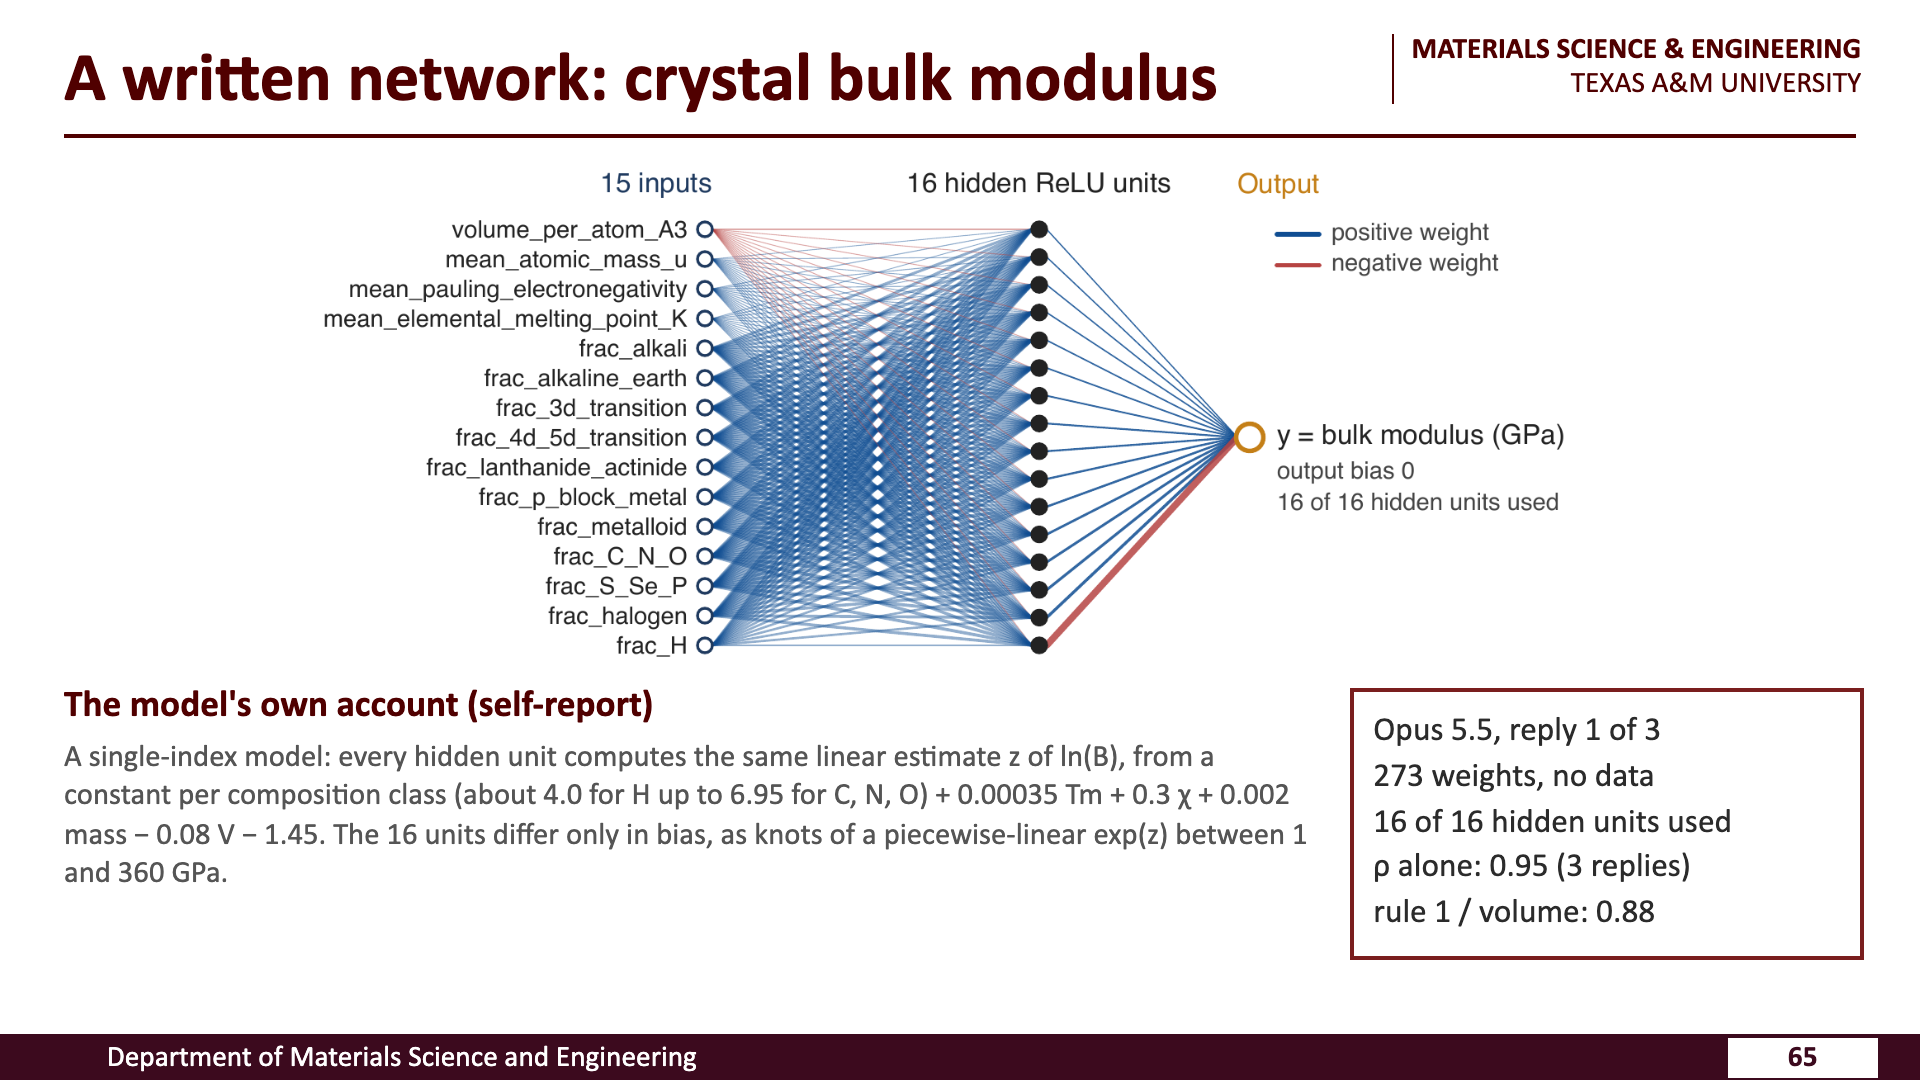 A written network: crystal bulk modulus
MATERIALS SCIENCE & ENGINEERING
TEXAS A&M UNIVERSITY
15 inputs
16 hidden ReLU units
Output
volume_per_atom_A3
mean_atomic_mass_u
mean_pauling_electronegativity
mean_elemental_melting_point_K
frac_alkali
frac_alkaline_earth
frac_3d_transition
frac_4d_5d_transition
frac_lanthanide_actinide
frac_p_block_metal
frac_metalloid
frac_C_N_O
frac_S_Se_P
frac_halogen
frac_H
positive weight
negative weight
y = bulk modulus (GPa)
output bias 0
16 of 16 hidden units used
The model's own account (self-report)
A single-index model: every hidden unit computes the same linear estimate z of ln(B), from a
constant per composition class (about 4.0 for H up to 6.95 for C, N, O) + 0.00035 Tm + 0.3 χ + 0.002
mass − 0.08 V − 1.45. The 16 units differ only in bias, as knots of a piecewise-linear exp(z) between 1
and 360 GPa.
Opus 5.5, reply 1 of 3
273 weights, no data
16 of 16 hidden units used
ρ alone: 0.95 (3 replies)
rule 1 / volume: 0.88
Department of Materials Science and Engineering
65